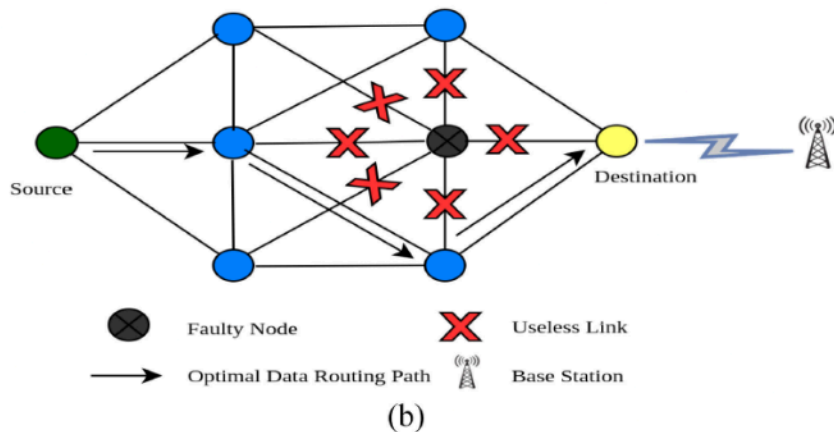 Source
Destination
Faulty Node
Useless Link
Optimal Data Routing Path
Base Station
(b)